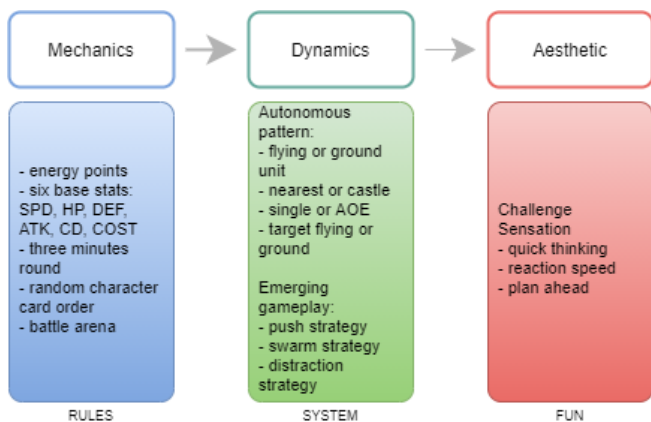 Mechanics
Dynamics
Aesthetic
- energy points
- six base stats:
SPD, HP, DEF,
ATK, CD, COST
- three minutes
round
- random character
card order
- battle arena
Autonomous
pattern:
- flying or ground
unit
- nearest or castle
- single or AOE
- target flying or
ground
Emerging
gameplay:
- push strategy
- swarm strategy
- distraction
strategy
Challenge
Sensation
- quick thinking
- reaction speed
- plan ahead
RULES
SYSTEM
FUN